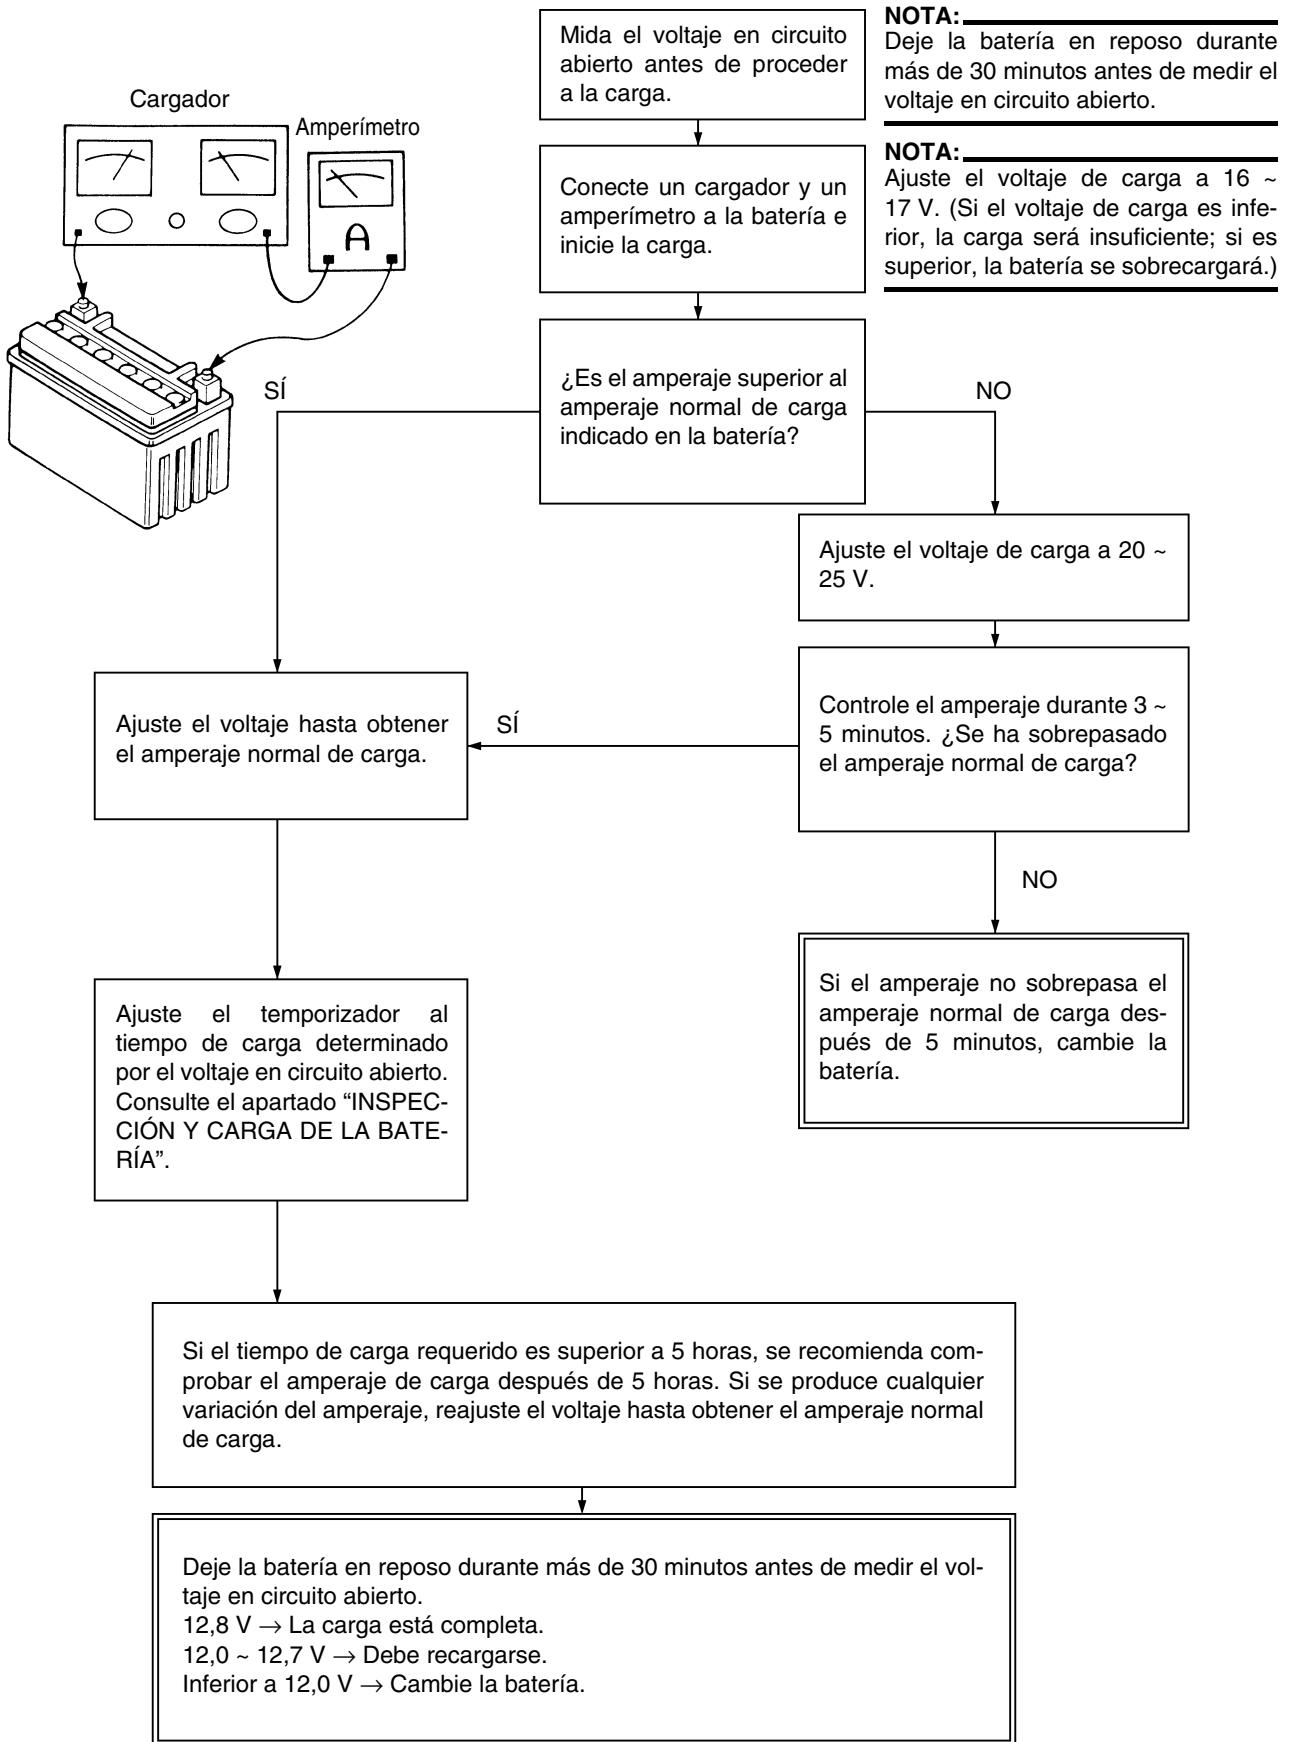 Mida el voltaje en circuito
abierto antes de proceder
a la carga.
NOTA:
Deje la batería en reposo durante
más de 30 minutos antes de medir el
voltaje en circuito abierto.
Cargador
Amperímetro
A
Conecte un cargador y un
amperímetro a la batería e
inicie la carga.
NOTA:
Ajuste el voltaje de carga a 16 ~
17 V. (Si el voltaje de carga es infe-
rior, la carga será insuficiente; si es
superior, la batería se sobrecargará.)
¿Es el amperaje superior al
amperaje normal de carga
indicado en la batería?
SÍ
NO
Ajuste el voltaje de carga a 20 ~
25 V.
Controle el amperaje durante 3 ~
5 minutos. ¿Se ha sobrepasado
el amperaje normal de carga?
SÍ
Ajuste el voltaje hasta obtener
el amperaje normal de carga.
NO
Si el amperaje no sobrepasa el
amperaje normal de carga des-
pués de 5 minutos, cambie la
batería.
Ajuste el temporizador al
tiempo de carga determinado
por el voltaje en circuito abierto.
Consulte el apartado “INSPEC-
CIÓN Y CARGA DE LA BATE-
RÍA”.
Si el tiempo de carga requerido es superior a 5 horas, se recomienda com-
probar el amperaje de carga después de 5 horas. Si se produce cualquier
variación del amperaje, reajuste el voltaje hasta obtener el amperaje normal
de carga.
Deje la batería en reposo durante más de 30 minutos antes de medir el vol-
taje en circuito abierto.
12,8 V → La carga está completa.
12,0 ~ 12,7 V → Debe recargarse.
Inferior a 12,0 V → Cambie la batería.